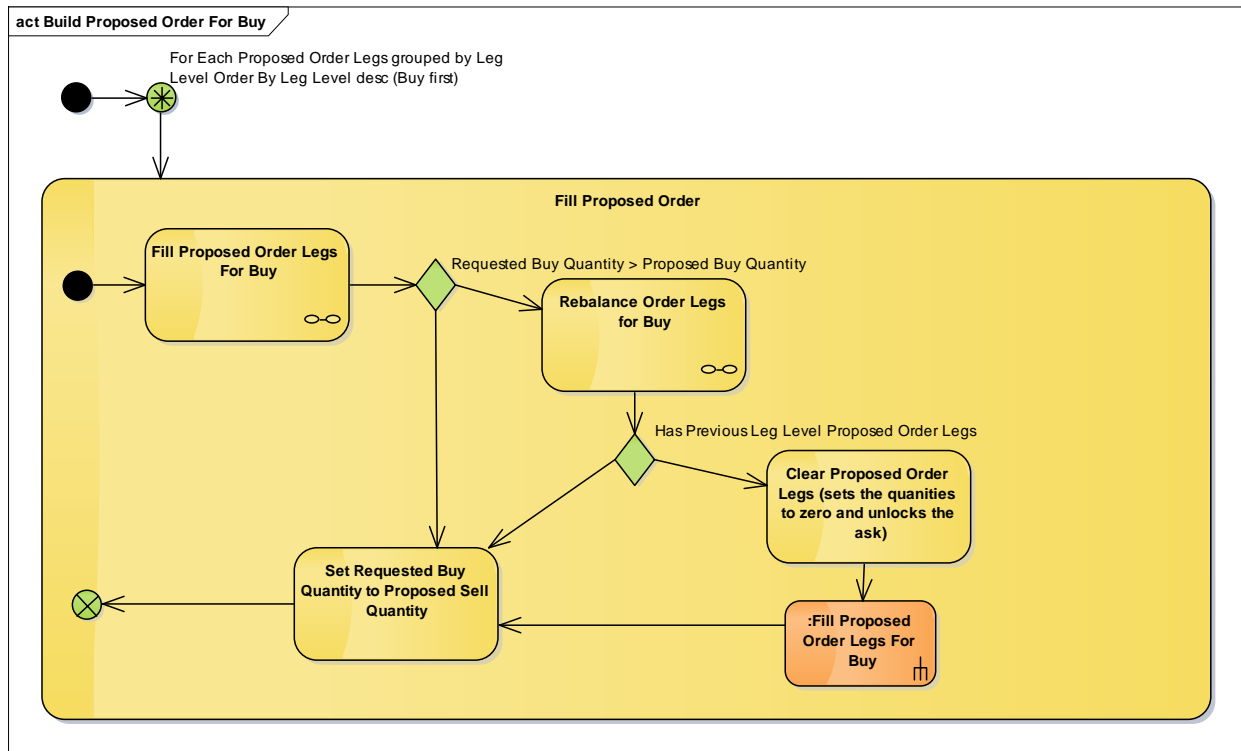 act Build Proposed Order For Buy
For Each Proposed Order Legs grouped by Leg
Level Order By Leg Level desc (Buy first)
Fill Proposed Order
Fill Proposed Order Legs
For Buy
Requested Buy Quantity > Proposed Buy Quantity
Rebalance Order Legs
for Buy
Has Previous Leg Level Proposed Order Legs
Clear Proposed Order
Legs (sets the quanities
to zero and unlocks the
ask)
Set Requested Buy
Quantity to Proposed Sell
Quantity
:Fill Proposed
Order Legs For
Buy